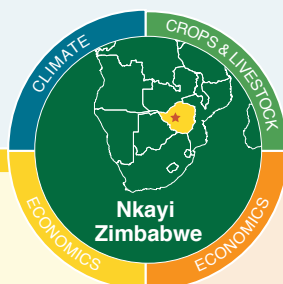 CLIMATE
CROPS & LIVESTOCK
Nkayi
Zimbabwe
ECONOMICS
ECONOMICS